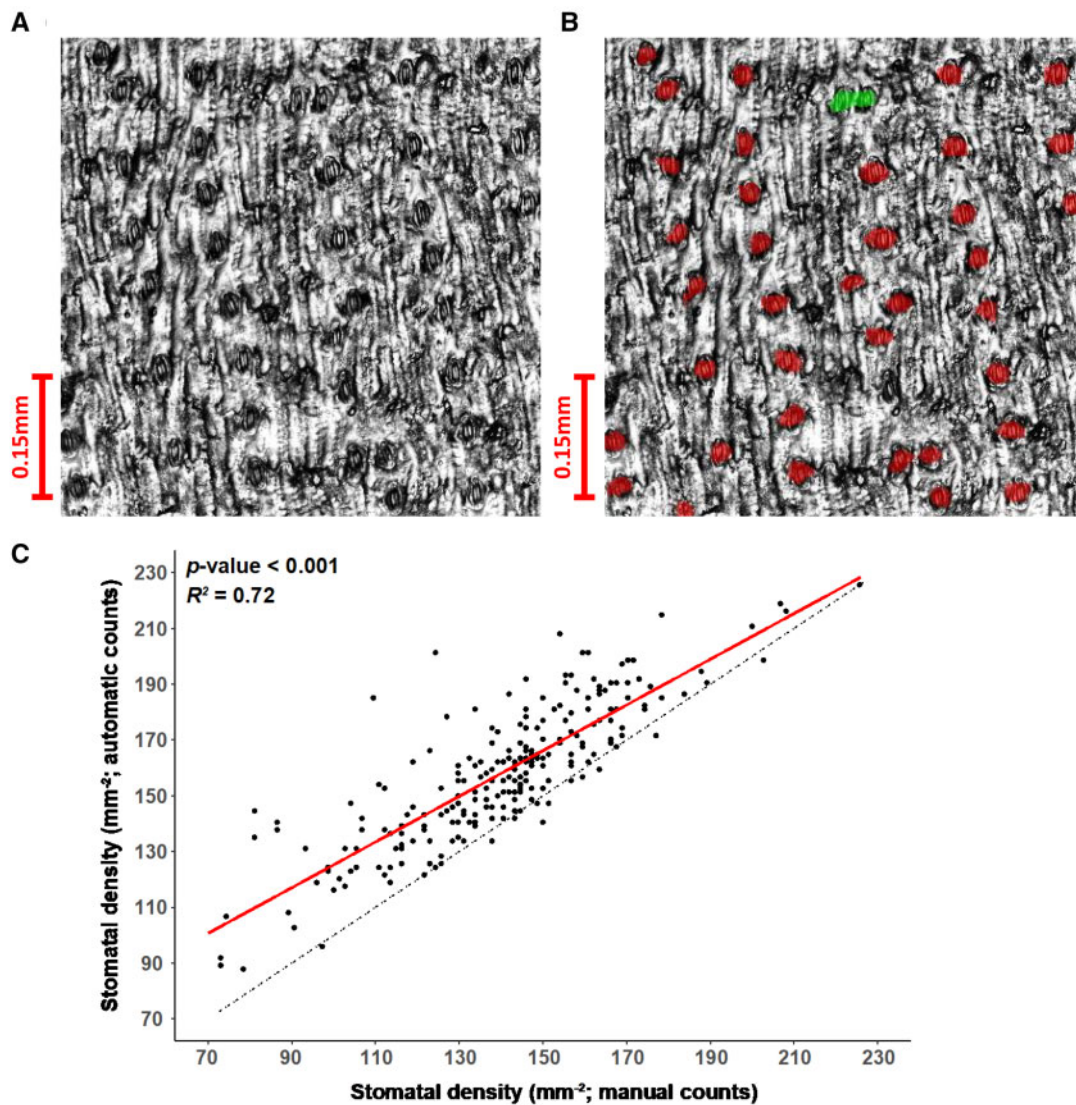 A
B
0.15mm
0.15mm
C
p-value < 0.001
R² = 0.72
Stomatal density (mm⁻²; automatic counts)
230
210
190
170
150
130
110
90
70
70 90 110 130 150 170 190 210 230
Stomatal density (mm⁻²; manual counts)